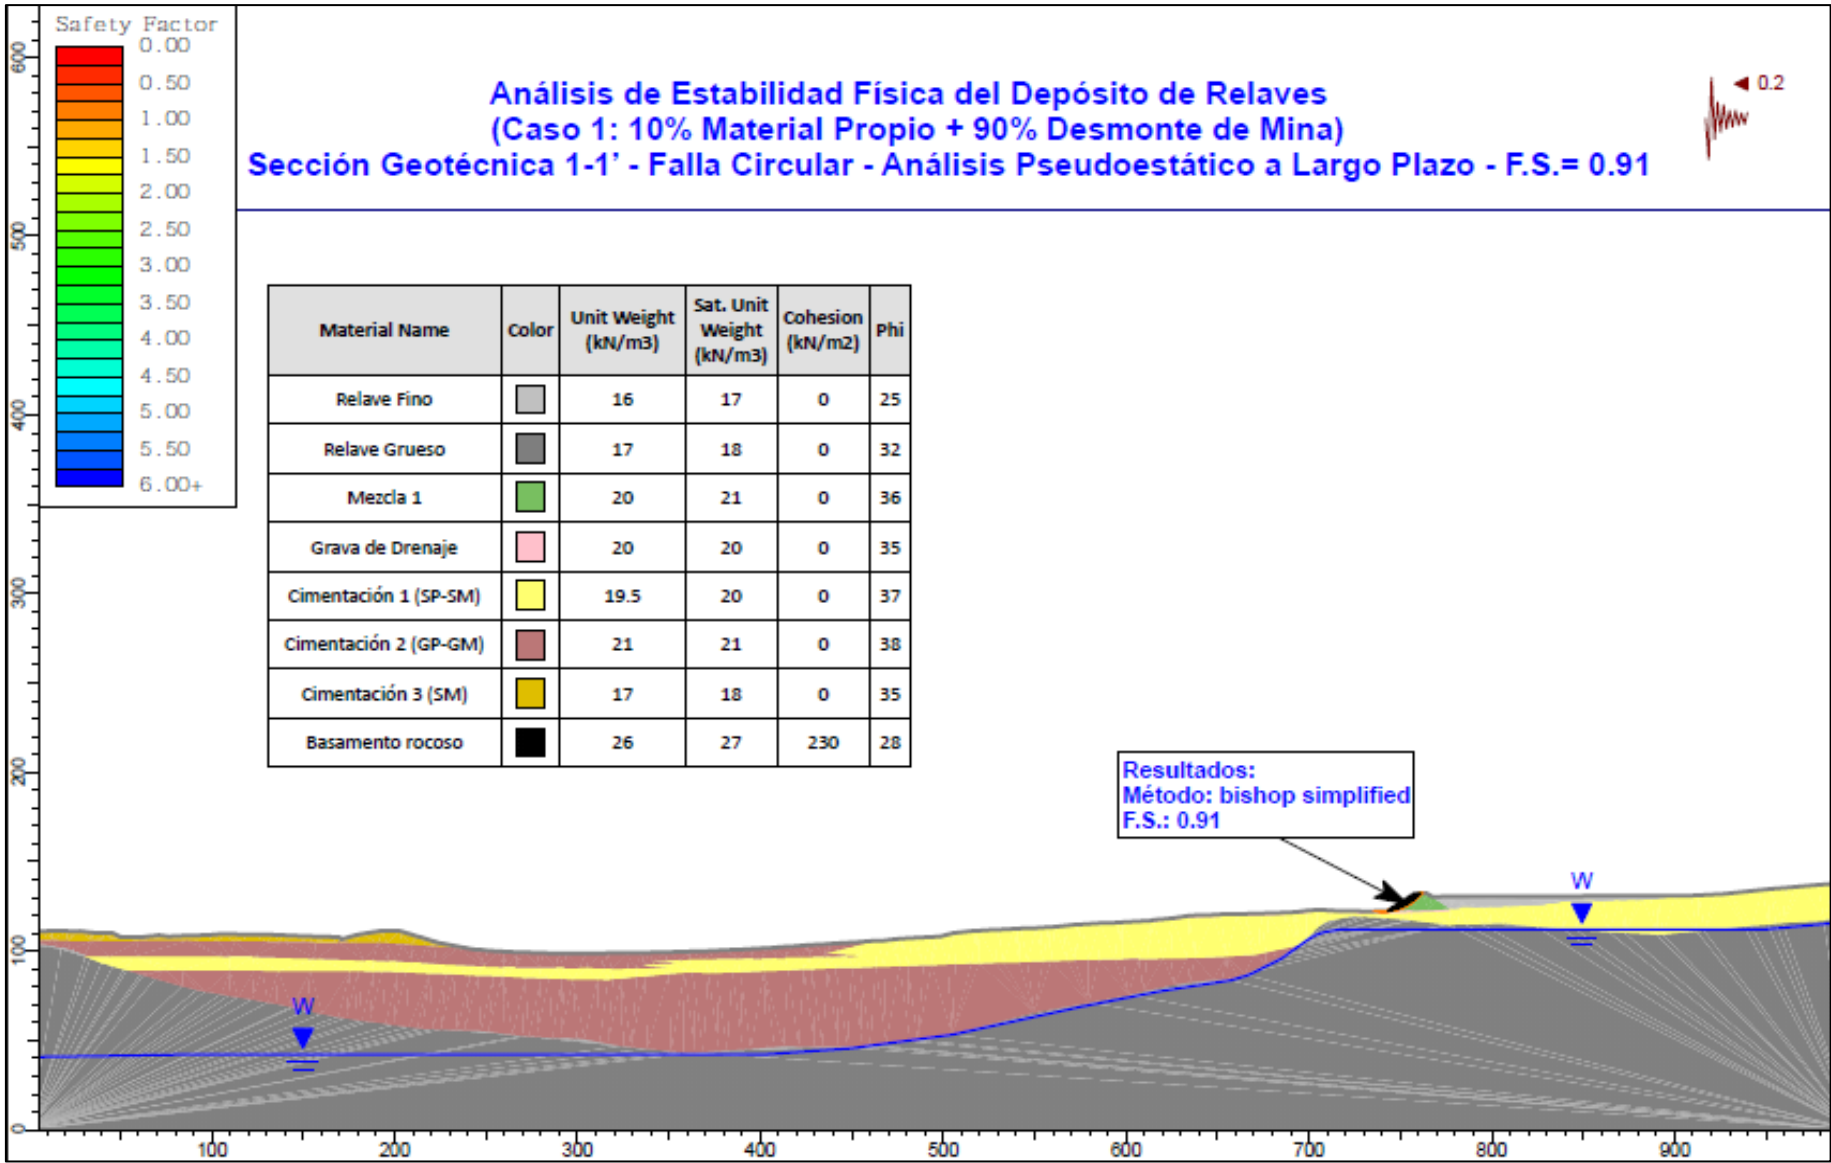 Safety Factor
0.00
0.50
1.00
1.50
2.00
2.50
3.00
3.50
4.00
4.50
5.00
5.50
6.00+
Análisis de Estabilidad Física del Depósito de Relaves
(Caso 1: 10% Material Propio + 90% Desmonte de Mina)
Sección Geotécnica 1-1’ - Falla Circular - Análisis Pseudoestático a Largo Plazo - F.S.= 0.91
0.2
Material Name Color Unit Weight (kN/m3) Sat. Unit Weight (kN/m3) Cohesion (kN/m2) Phi
Relave Fino 16 17 0 25
Relave Grueso 17 18 0 32
Mezcla 1 20 21 0 36
Grava de Drenaje 20 20 0 35
Cimentación 1 (SP-SM) 19.5 20 0 37
Cimentación 2 (GP-GM) 21 21 0 38
Cimentación 3 (SM) 17 18 0 35
Basamento rocoso 26 27 230 28
Resultados:
Método: bishop simplified
F.S.: 0.91
W
W
600
500
400
300
200
100
0
100 200 300 400 500 600 700 800 900